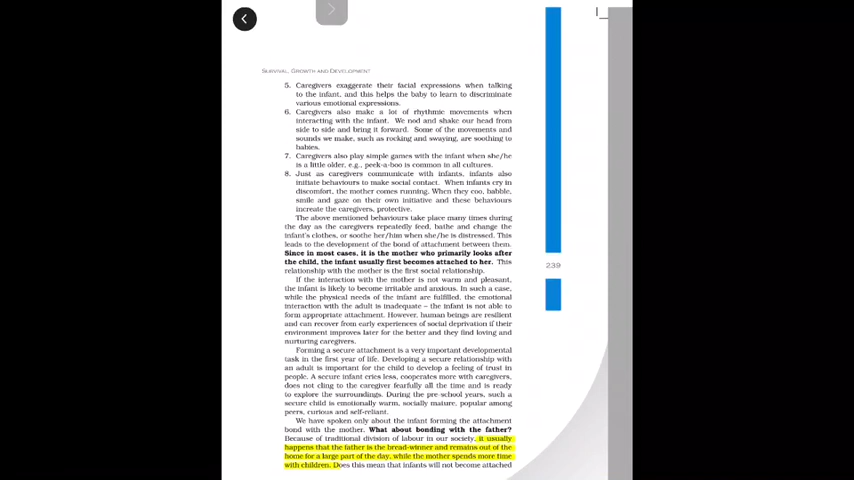 SURVIVAL, GROWTH AND DEVELOPMENT
5. Caregivers exaggerate their facial expressions when talking
to the infant, and this helps the baby to learn to discriminate
various emotional expressions.
6. Caregivers also make a lot of rhythmic movements when
interacting with the infant. We nod and shake our head from
side to side and bring it forward. Some of the movements and
sounds we make, such as rocking and swaying, are soothing to
babies.
7. Caregivers also play simple games with the infant when she/he
is a little older, e.g., peek-a-boo is common in all cultures.
8. Just as caregivers communicate with infants, infants also
initiate behaviours to make social contact. When infants cry in
discomfort, the mother comes running. When they coo, babble,
smile and gaze on their own initiative and these behaviours
increase the caregivers, protective.
The above mentioned behaviours take place many times during
the day as the caregivers repeatedly feed, bathe and change the
infant's clothes, or soothe her/him when she/he is distressed. This
leads to the development of the bond of attachment between them.
Since in most cases, it is the mother who primarily looks after
the child, the infant usually first becomes attached to her. This
relationship with the mother is the first social relationship.
If the interaction with the mother is not warm and pleasant,
the infant is likely to become irritable and anxious. In such a case,
while the physical needs of the infant are fulfilled, the emotional
interaction with the adult is inadequate – the infant is not able to
form appropriate attachment. However, human beings are resilient
and can recover from early experiences of social deprivation if their
environment improves later for the better and they find loving and
nurturing caregivers.
Forming a secure attachment is a very important developmental
task in the first year of life. Developing a secure relationship with
an adult is important for the child to develop a feeling of trust in
people. A secure infant cries less, cooperates more with caregivers,
does not cling to the caregiver fearfully all the time and is ready
to explore the surroundings. During the pre-school years, such a
secure child is emotionally warm, socially mature, popular among
peers, curious and self-reliant.
We have spoken only about the infant forming the attachment
bond with the mother. What about bonding with the father?
Because of traditional division of labour in our society, it usually
happens that the father is the bread-winner and remains out of the
home for a large part of the day, while the mother spends more time
with children. Does this mean that infants will not become attached
239